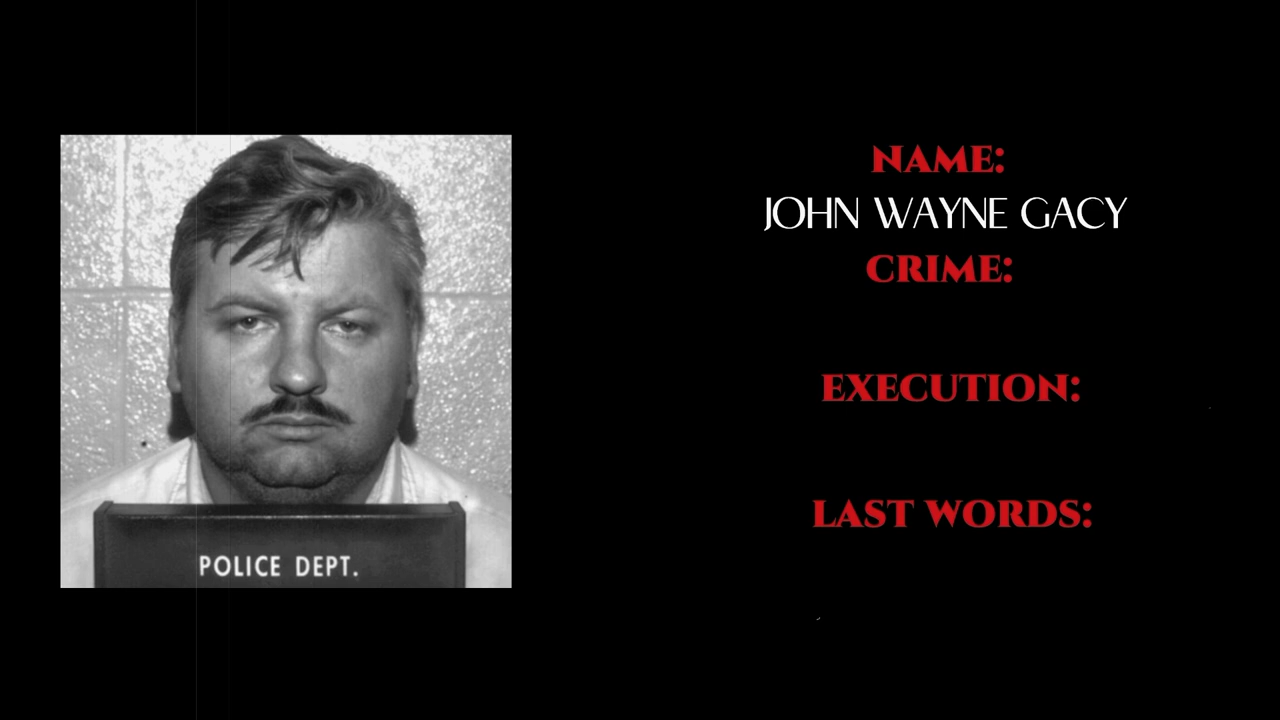 POLICE DEPT.
NAME:
JOHN WAYNE GACY
CRIME:
EXECUTION:
LAST WORDS: